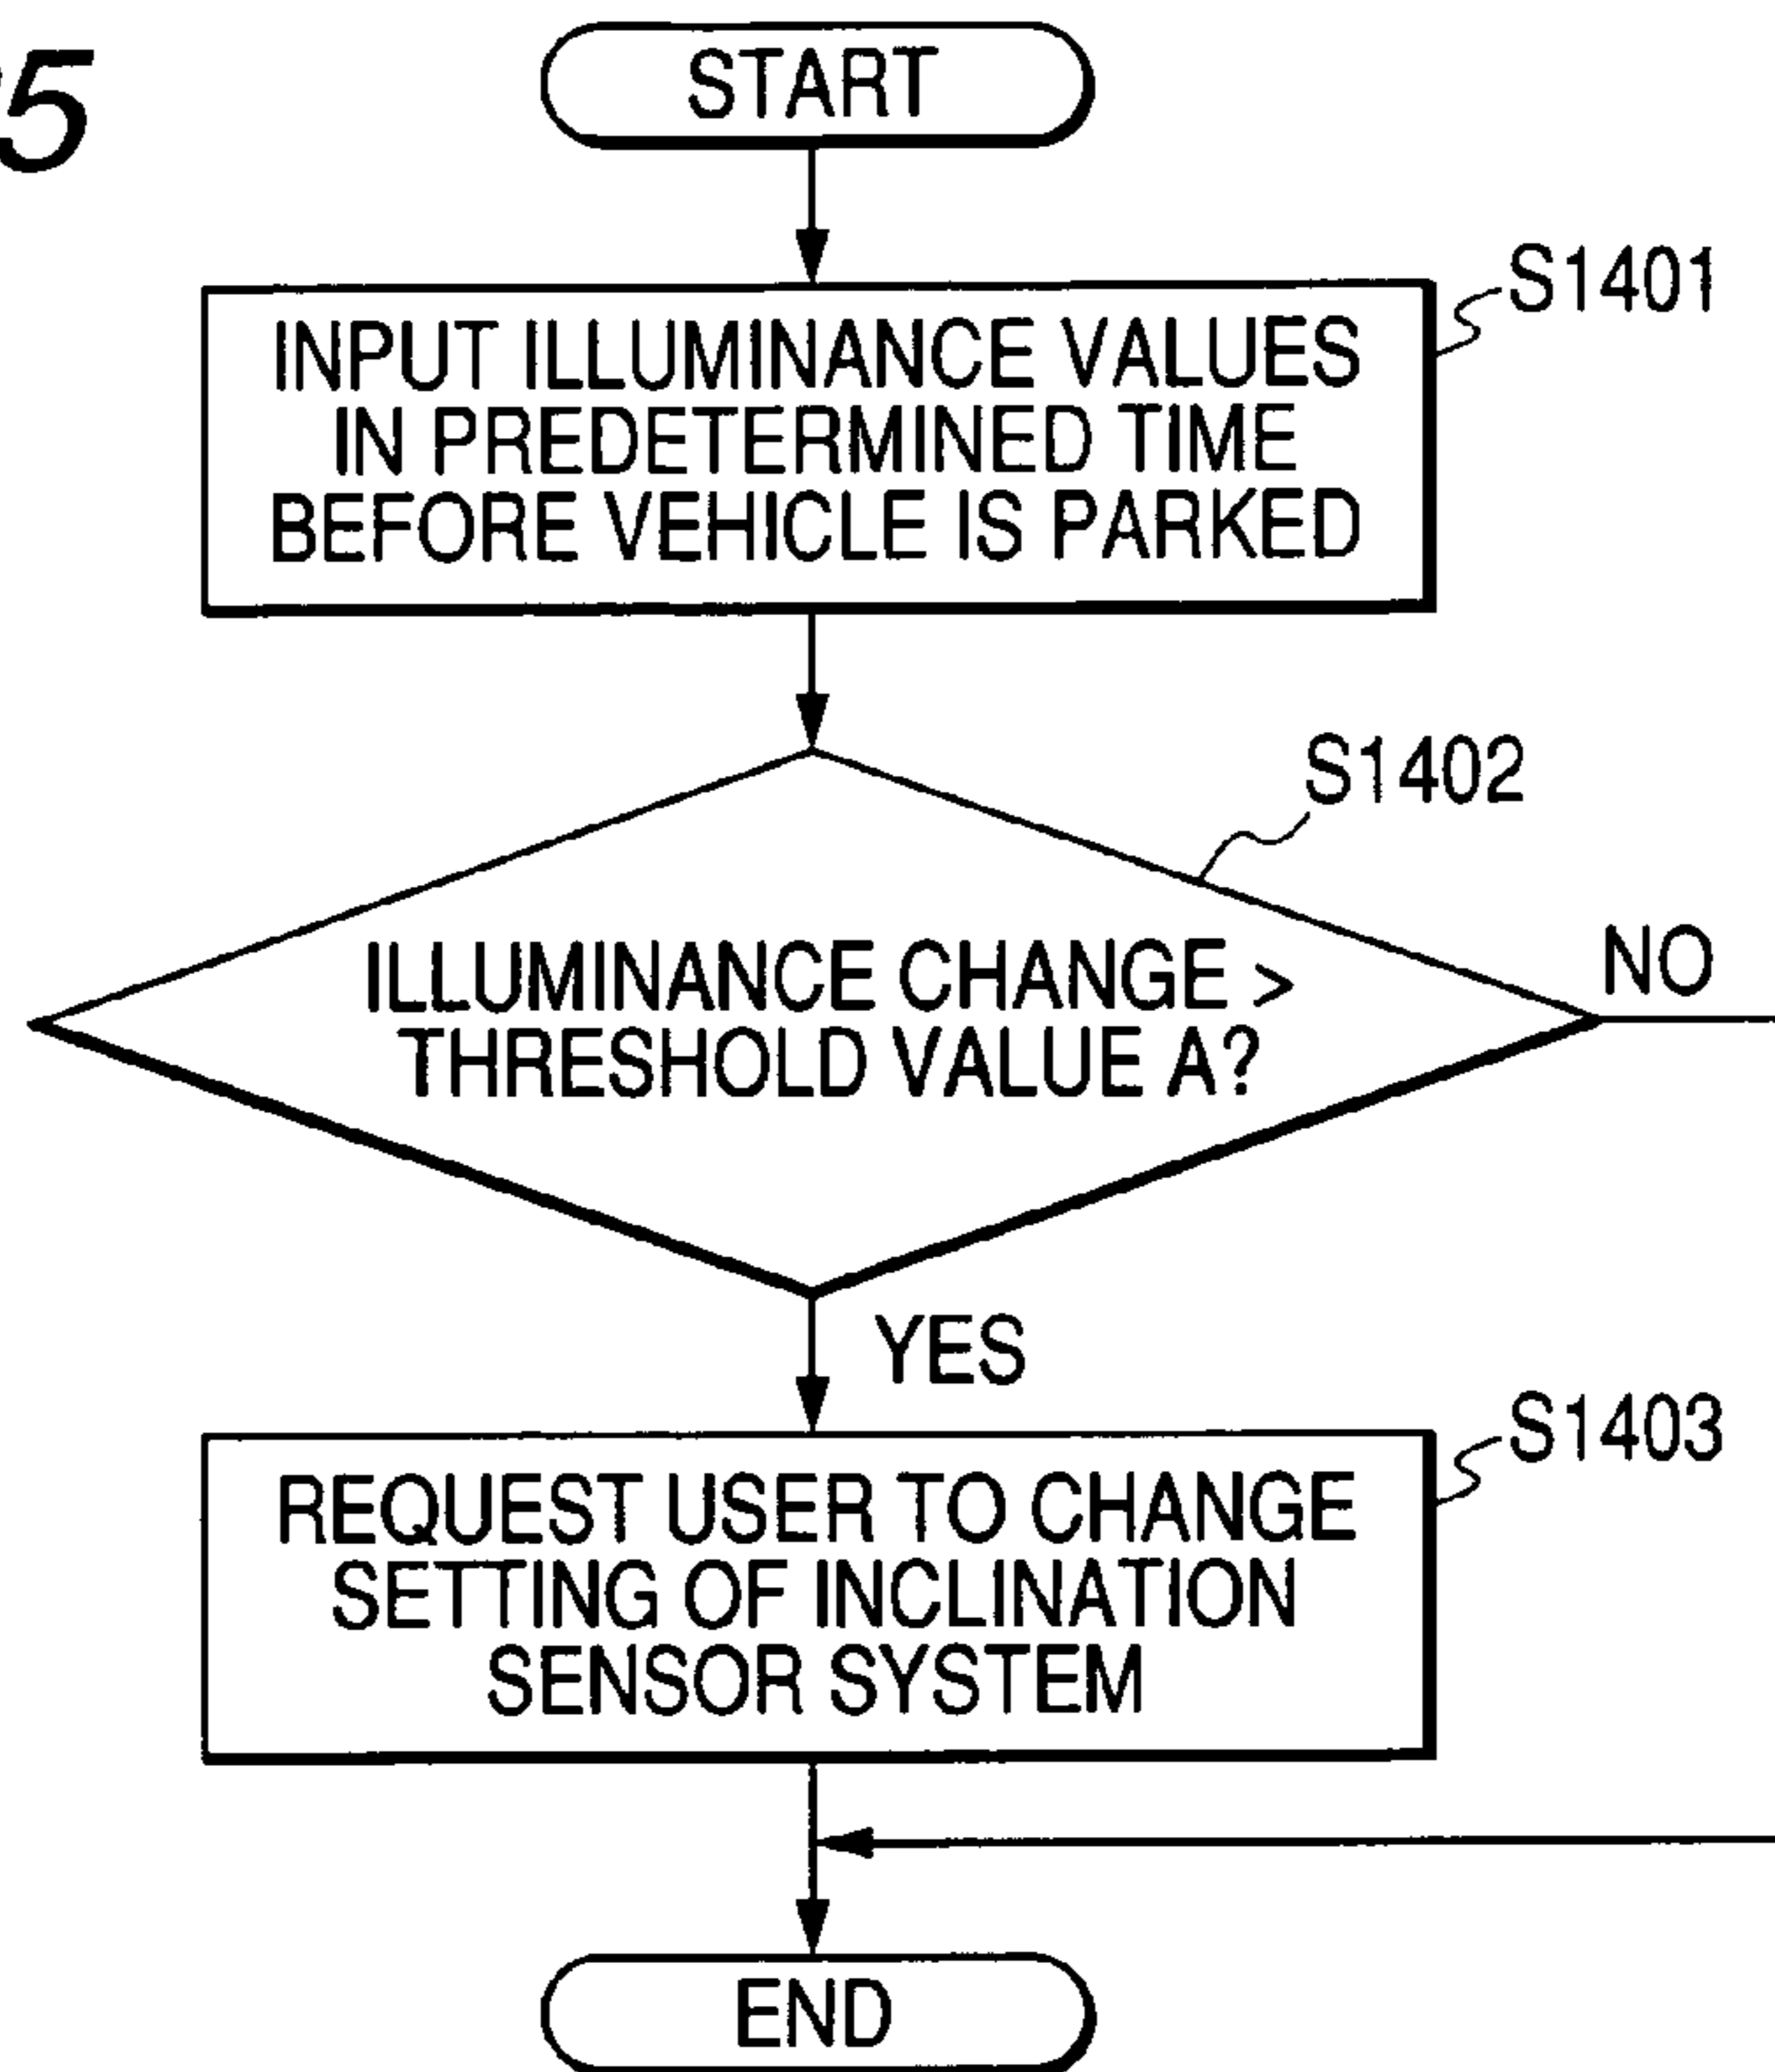 5
START
S1401
INPUT ILLUMINANCE VALUES
IN PREDETERMINED TIME
BEFORE VEHICLE IS PARKED
S1402
ILLUMINANCE CHANGE >
THRESHOLD VALUE A?
NO
YES
S1403
REQUEST USER TO CHANGE
SETTING OF INCLINATION
SENSOR SYSTEM
END